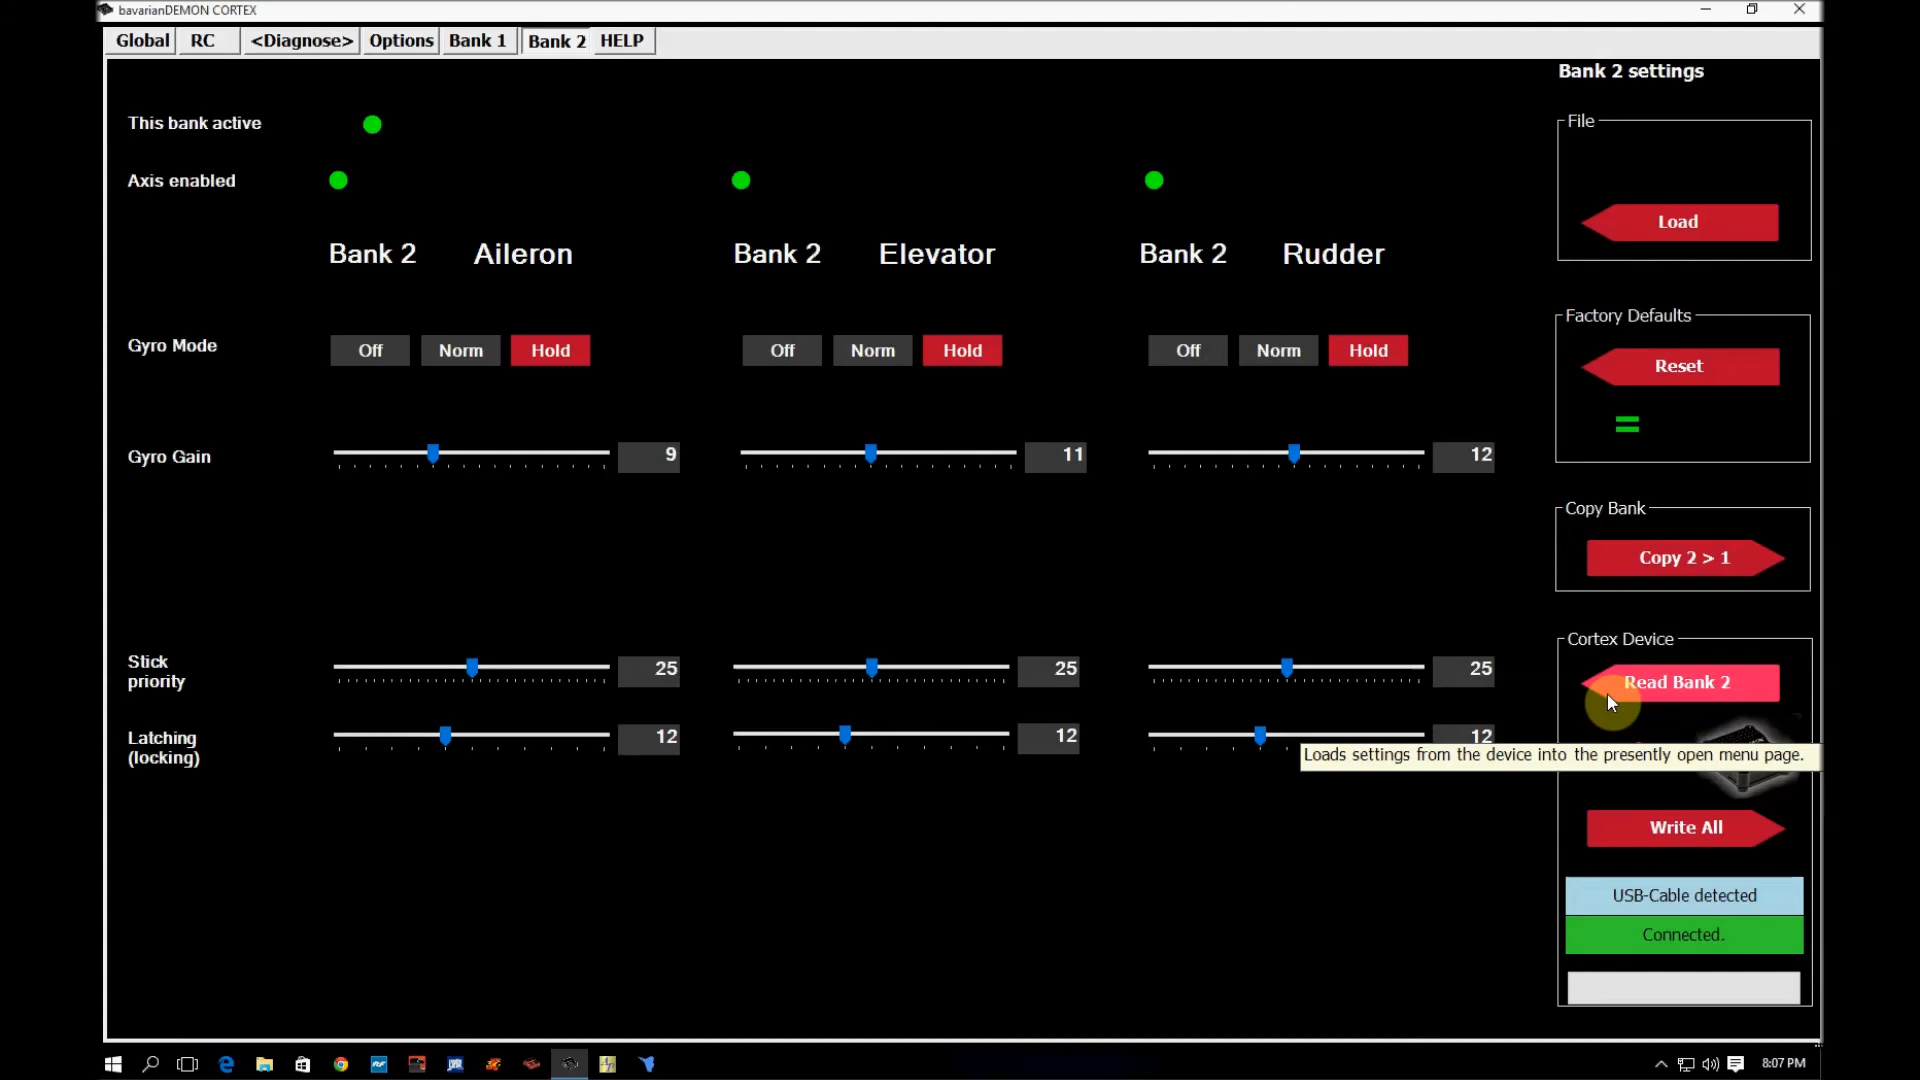 bavarianDEMON CORTEX
Global RC <Diagnose> Options Bank 1 Bank 2 HELP
Bank 2 settings
This bank active
File
Axis enabled
Load
Bank 2 Aileron Bank 2 Elevator Bank 2 Rudder
Factory Defaults
Gyro Mode Off Norm Hold Off Norm Hold Off Norm Hold
Reset
Gyro Gain 9 11 12
Copy Bank
Copy 2 > 1
Cortex Device
Stick
priority 25 25 25
Read Bank 2
Latching
(locking) 12 12 12
Loads settings from the device into the presently open menu page.
Write All
USB-Cable detected
Connected.
8:07 PM